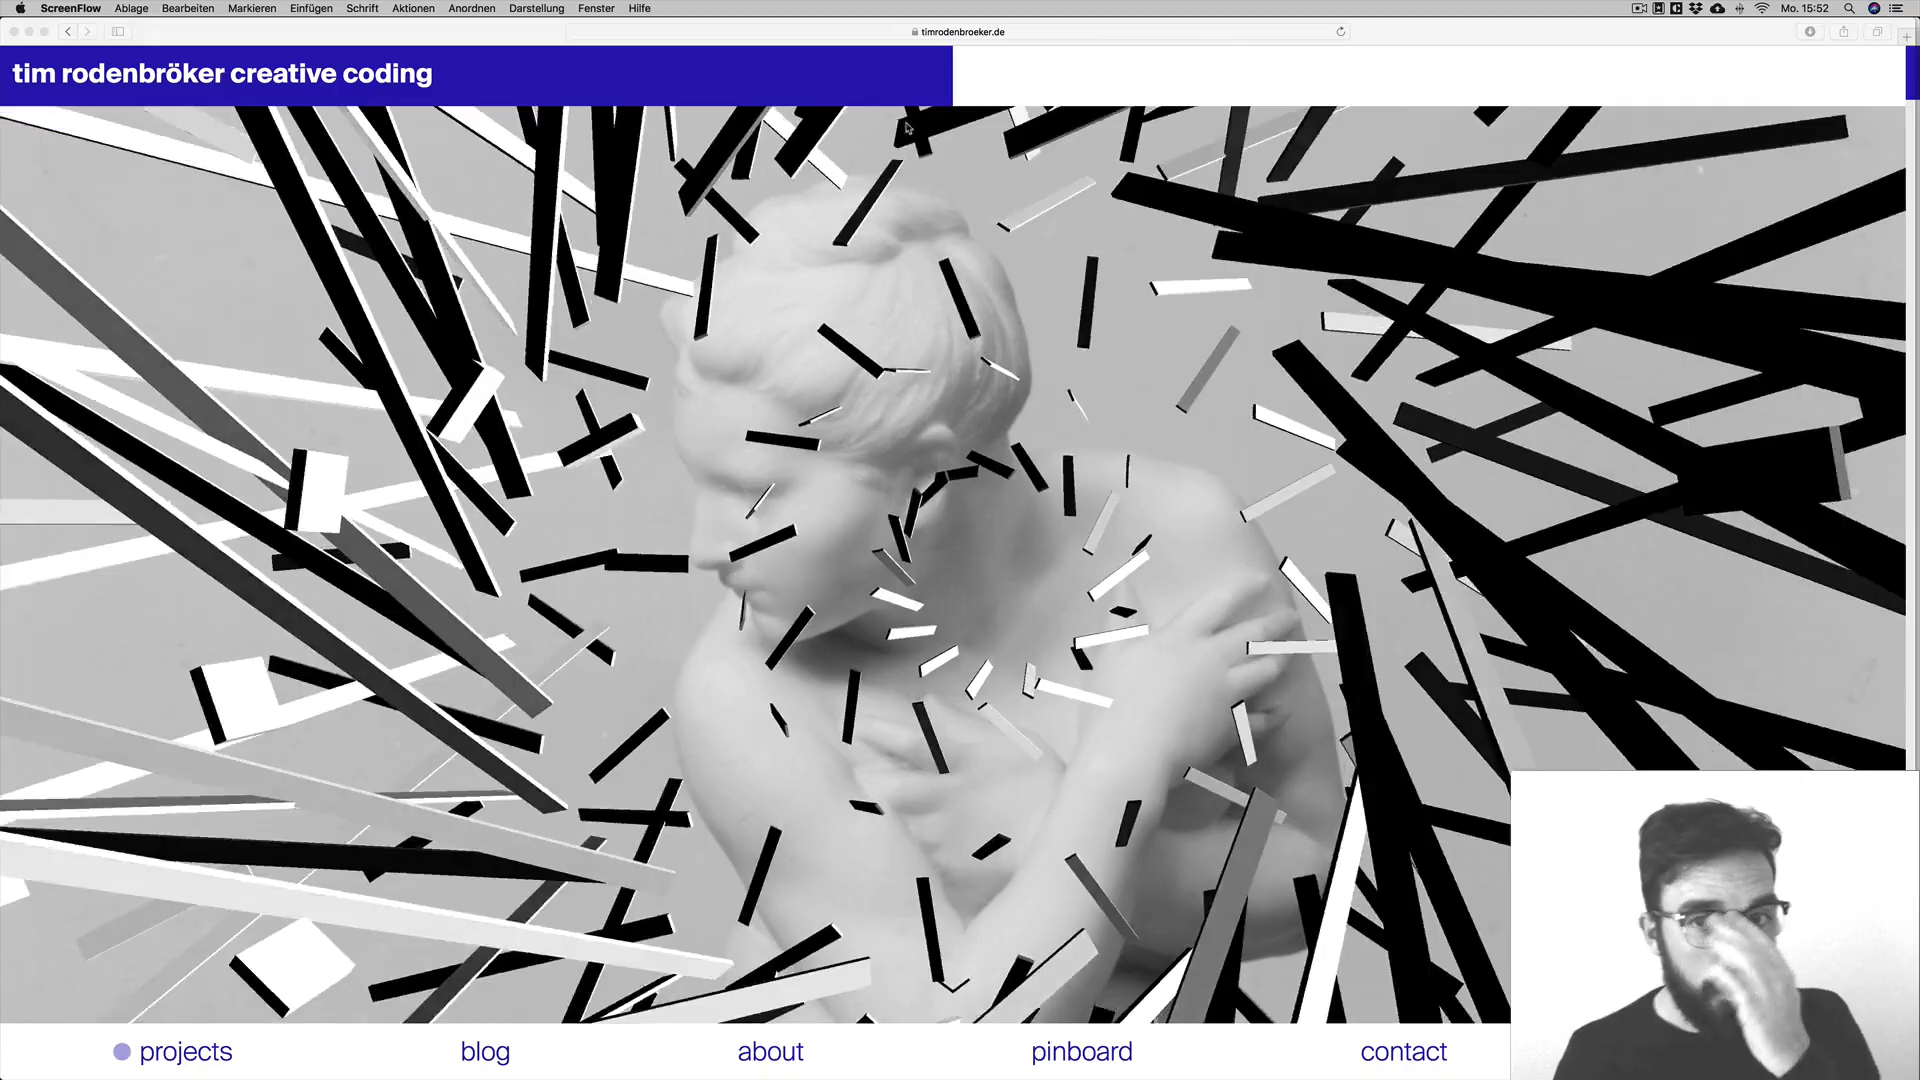 ScreenFlow Ablage Bearbeiten Markieren Einfügen Schrift Aktionen Anordnen Darstellung Fenster Hilfe Mo. 15:52
timrodenbroeker.de
tim rodenbröker creative coding
projects blog about pinboard contact